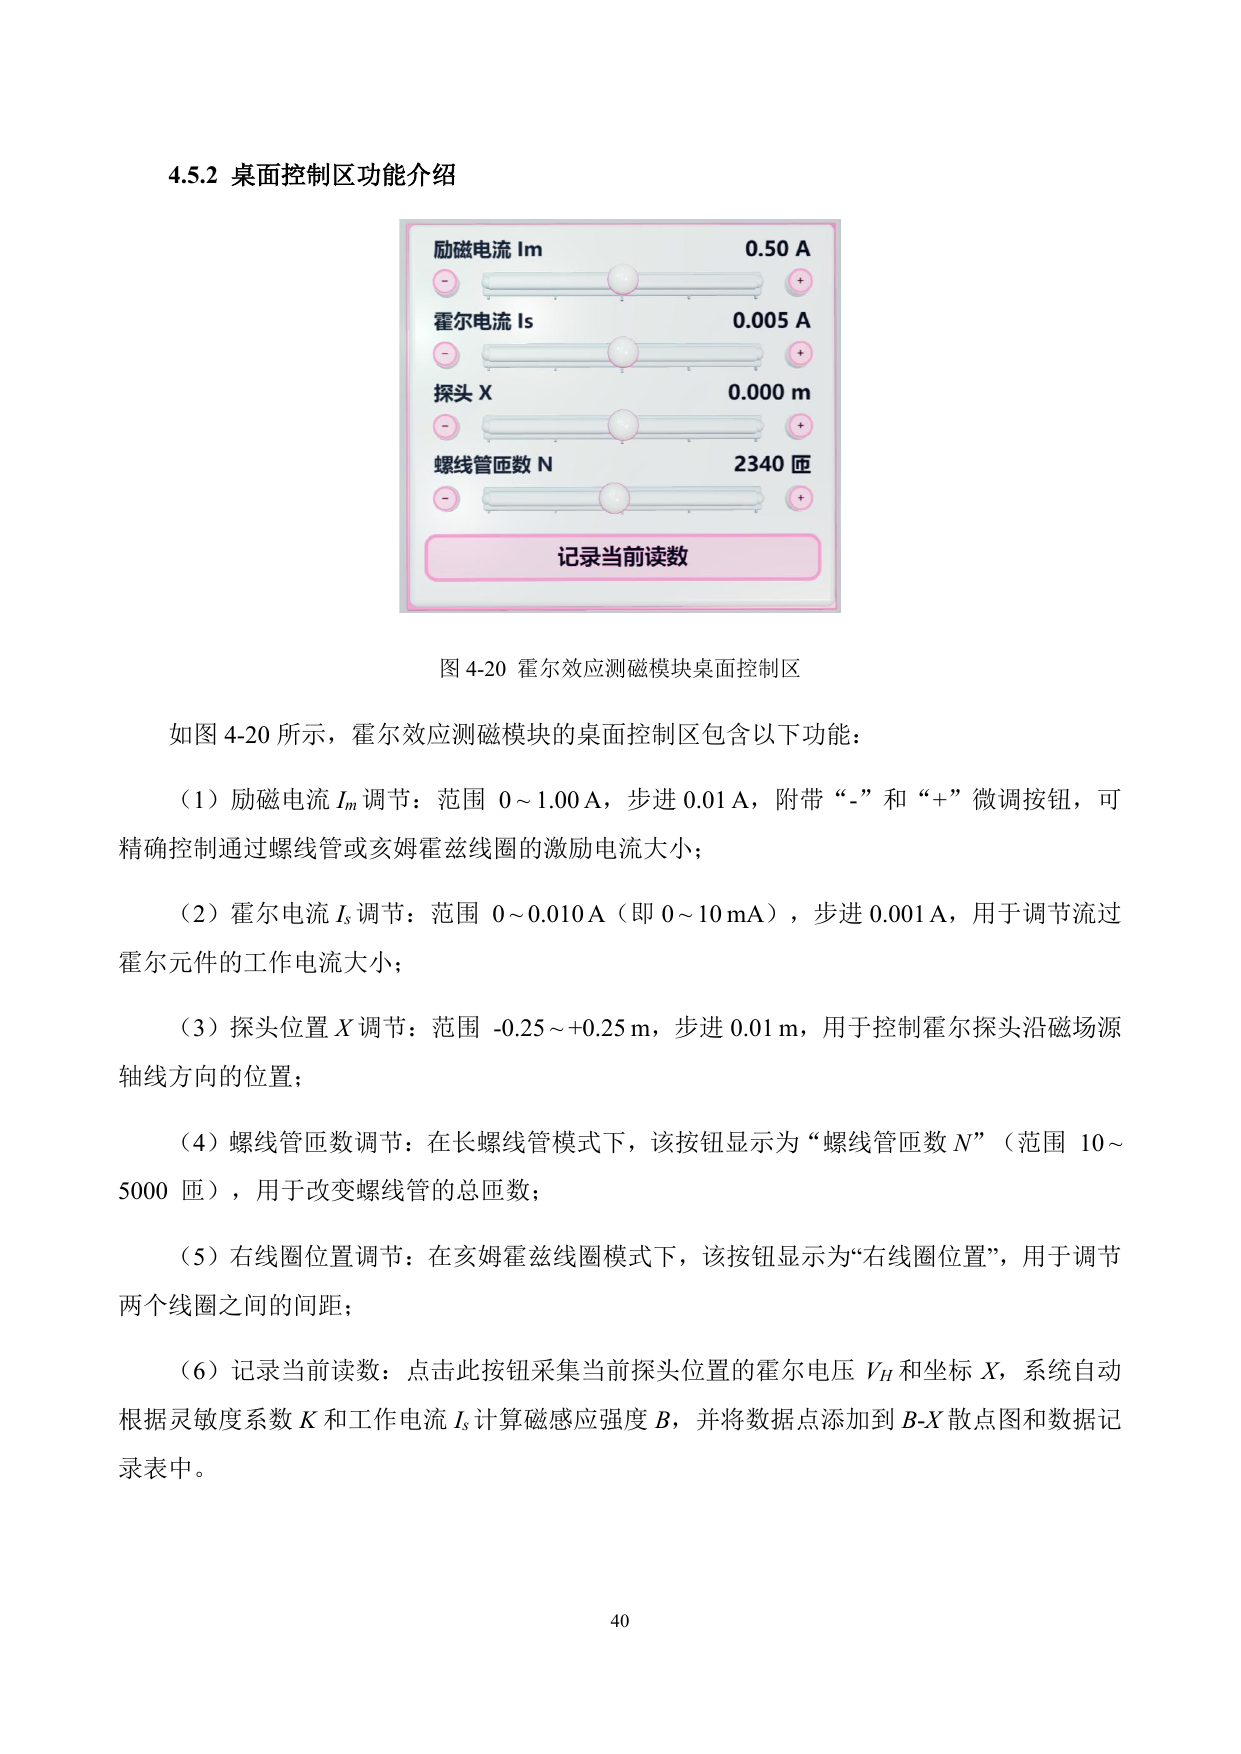 4.5.2 桌面控制区功能介绍
励磁电流 Im 0.50 A
- +
霍尔电流 Is 0.005 A
- +
探头 X 0.000 m
- +
螺线管匝数 N 2340 匝
- +
记录当前读数
图 4-20 霍尔效应测磁模块桌面控制区
如图 4-20 所示，霍尔效应测磁模块的桌面控制区包含以下功能：
（1）励磁电流 Im 调节：范围 0 ~ 1.00 A，步进 0.01 A，附带“-”和“+”微调按钮，可
精确控制通过螺线管或亥姆霍兹线圈的激励电流大小；
（2）霍尔电流 Is 调节：范围 0 ~ 0.010 A（即 0 ~ 10 mA），步进 0.001 A，用于调节流过
霍尔元件的工作电流大小；
（3）探头位置 X 调节：范围 -0.25 ~ +0.25 m，步进 0.01 m，用于控制霍尔探头沿磁场源
轴线方向的位置；
（4）螺线管匝数调节：在长螺线管模式下，该按钮显示为“螺线管匝数 N”（范围 10 ~
5000 匝），用于改变螺线管的总匝数；
（5）右线圈位置调节：在亥姆霍兹线圈模式下，该按钮显示为“右线圈位置”，用于调节
两个线圈之间的间距；
（6）记录当前读数：点击此按钮采集当前探头位置的霍尔电压 VH 和坐标 X，系统自动
根据灵敏度系数 K 和工作电流 Is 计算磁感应强度 B，并将数据点添加到 B-X 散点图和数据记
录表中。
40